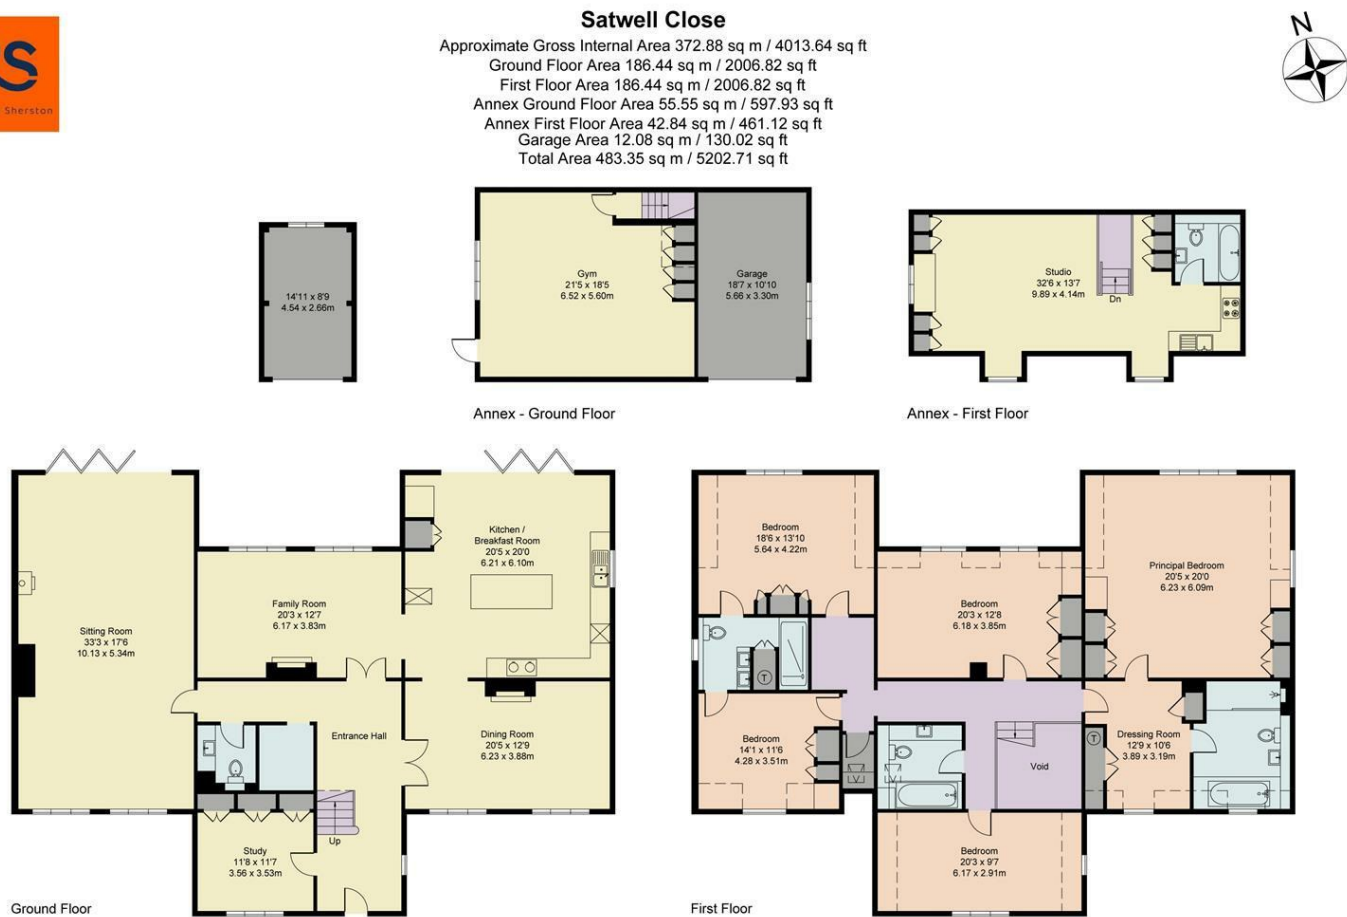 S
Sherston
Satwell Close
Approximate Gross Internal Area 372.88 sq m / 4013.64 sq ft
Ground Floor Area 186.44 sq m / 2006.82 sq ft
First Floor Area 186.44 sq m / 2006.82 sq ft
Annex Ground Floor Area 55.55 sq m / 597.93 sq ft
Annex First Floor Area 42.84 sq m / 461.12 sq ft
Garage Area 12.08 sq m / 130.02 sq ft
Total Area 483.35 sq m / 5202.71 sq ft
N
14'11 x 8'9
4.54 x 2.66m
Gym
21'5 x 18'5
6.52 x 5.60m
Garage
18'7 x 10'10
5.66 x 3.30m
Annex - Ground Floor
Studio
32'6 x 13'7
9.89 x 4.14m
Dn
Annex - First Floor
Sitting Room
33'3 x 17'6
10.13 x 5.34m
Family Room
20'3 x 12'7
6.17 x 3.83m
Kitchen /
Breakfast Room
20'5 x 20'0
6.21 x 6.10m
Entrance Hall
Dining Room
20'5 x 12'9
6.23 x 3.88m
Up
Study
11'8 x 11'7
3.56 x 3.53m
Ground Floor
Bedroom
18'6 x 13'10
5.64 x 4.22m
Bedroom
20'3 x 12'8
6.18 x 3.85m
Principal Bedroom
20'5 x 20'0
6.23 x 6.09m
T
Bedroom
14'1 x 11'6
4.28 x 3.51m
Void
T
Dressing Room
12'9 x 10'6
3.89 x 3.19m
Bedroom
20'3 x 9'7
6.17 x 2.91m
First Floor